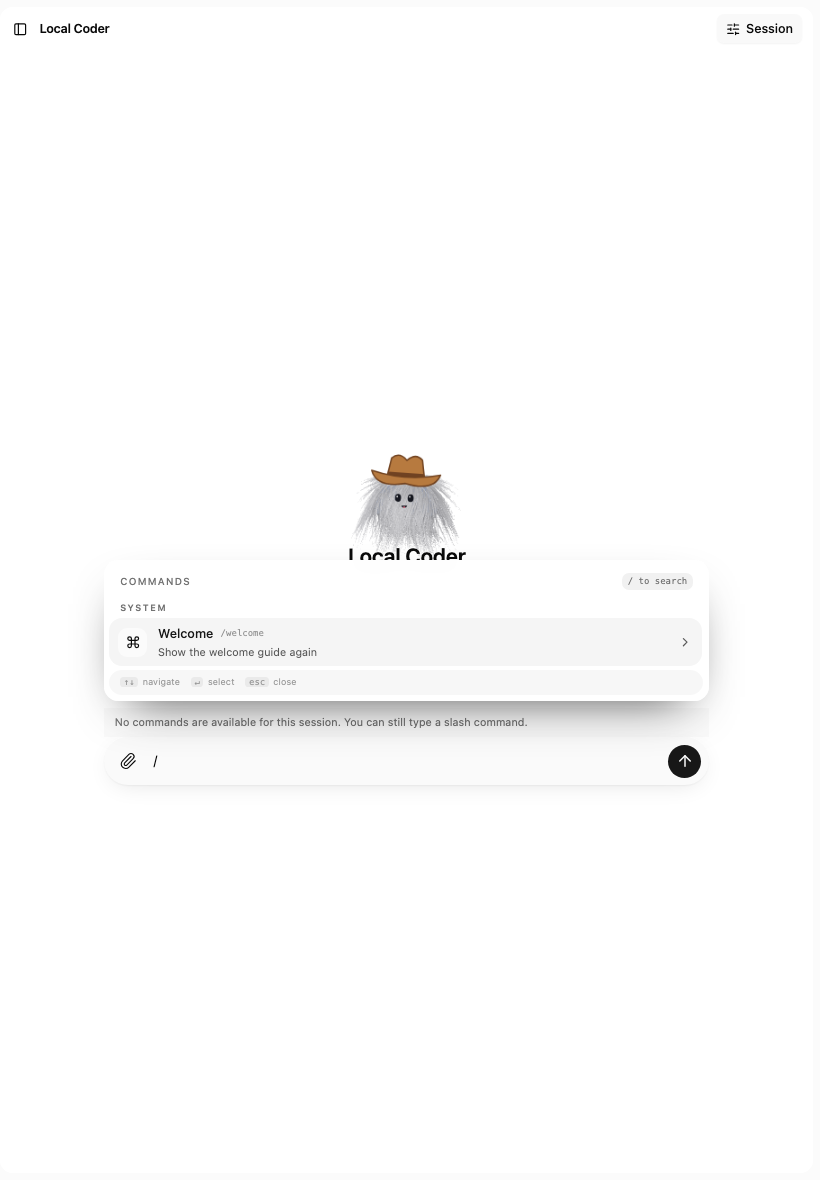 Local Coder
Session
Local Coder
COMMANDS
/ to search
SYSTEM
Welcome /welcome
Show the welcome guide again
↑↓ navigate ↵ select esc close
No commands are available for this session. You can still type a slash command.
/